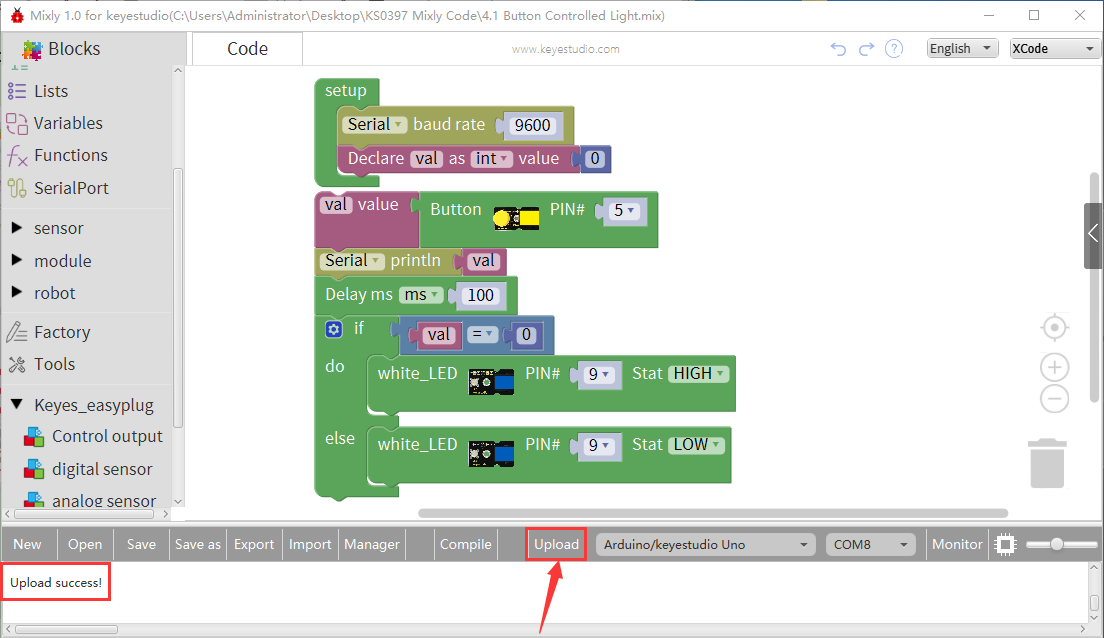 Mixly 1.0 for keyestudio(C:\Users\Administrator\Desktop\KS0397 Mixly Code\4.1 Button Controlled Light.mix)
Blocks
Code
www.keyestudio.com
English
XCode
Lists
Variables
Functions
SerialPort
sensor
module
robot
Factory
Tools
Keyes_easyplug
Control output
digital sensor
analog sensor
setup
Serial baud rate 9600
Declare val as int value 0
val value Button PIN# 5
Serial println val
Delay ms ms 100
if val = 0
do white_LED PIN# 9 Stat HIGH
else white_LED PIN# 9 Stat LOW
New Open Save Save as Export Import Manager Compile Upload Arduino/keyestudio Uno COM8 Monitor
Upload success!